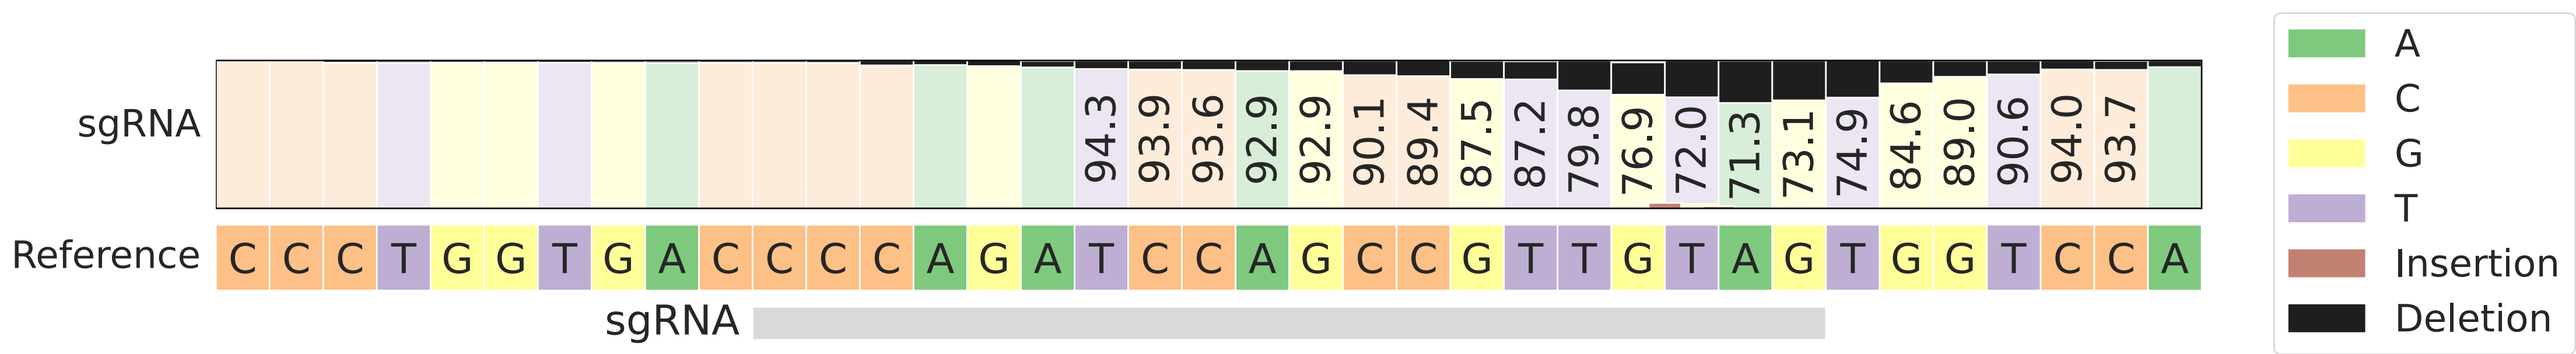 sgRNA
94.3 93.9 93.6 92.9 92.9 90.1 89.4 87.5 87.2 79.8 76.9 72.0 71.3 73.1 74.9 84.6 89.0 90.6 94.0 93.7
Reference
C C C T G G T G A C C C C A G A T C C A G C C G T T G T A G T G G T C C A
sgRNA
A
C
G
T
Insertion
Deletion